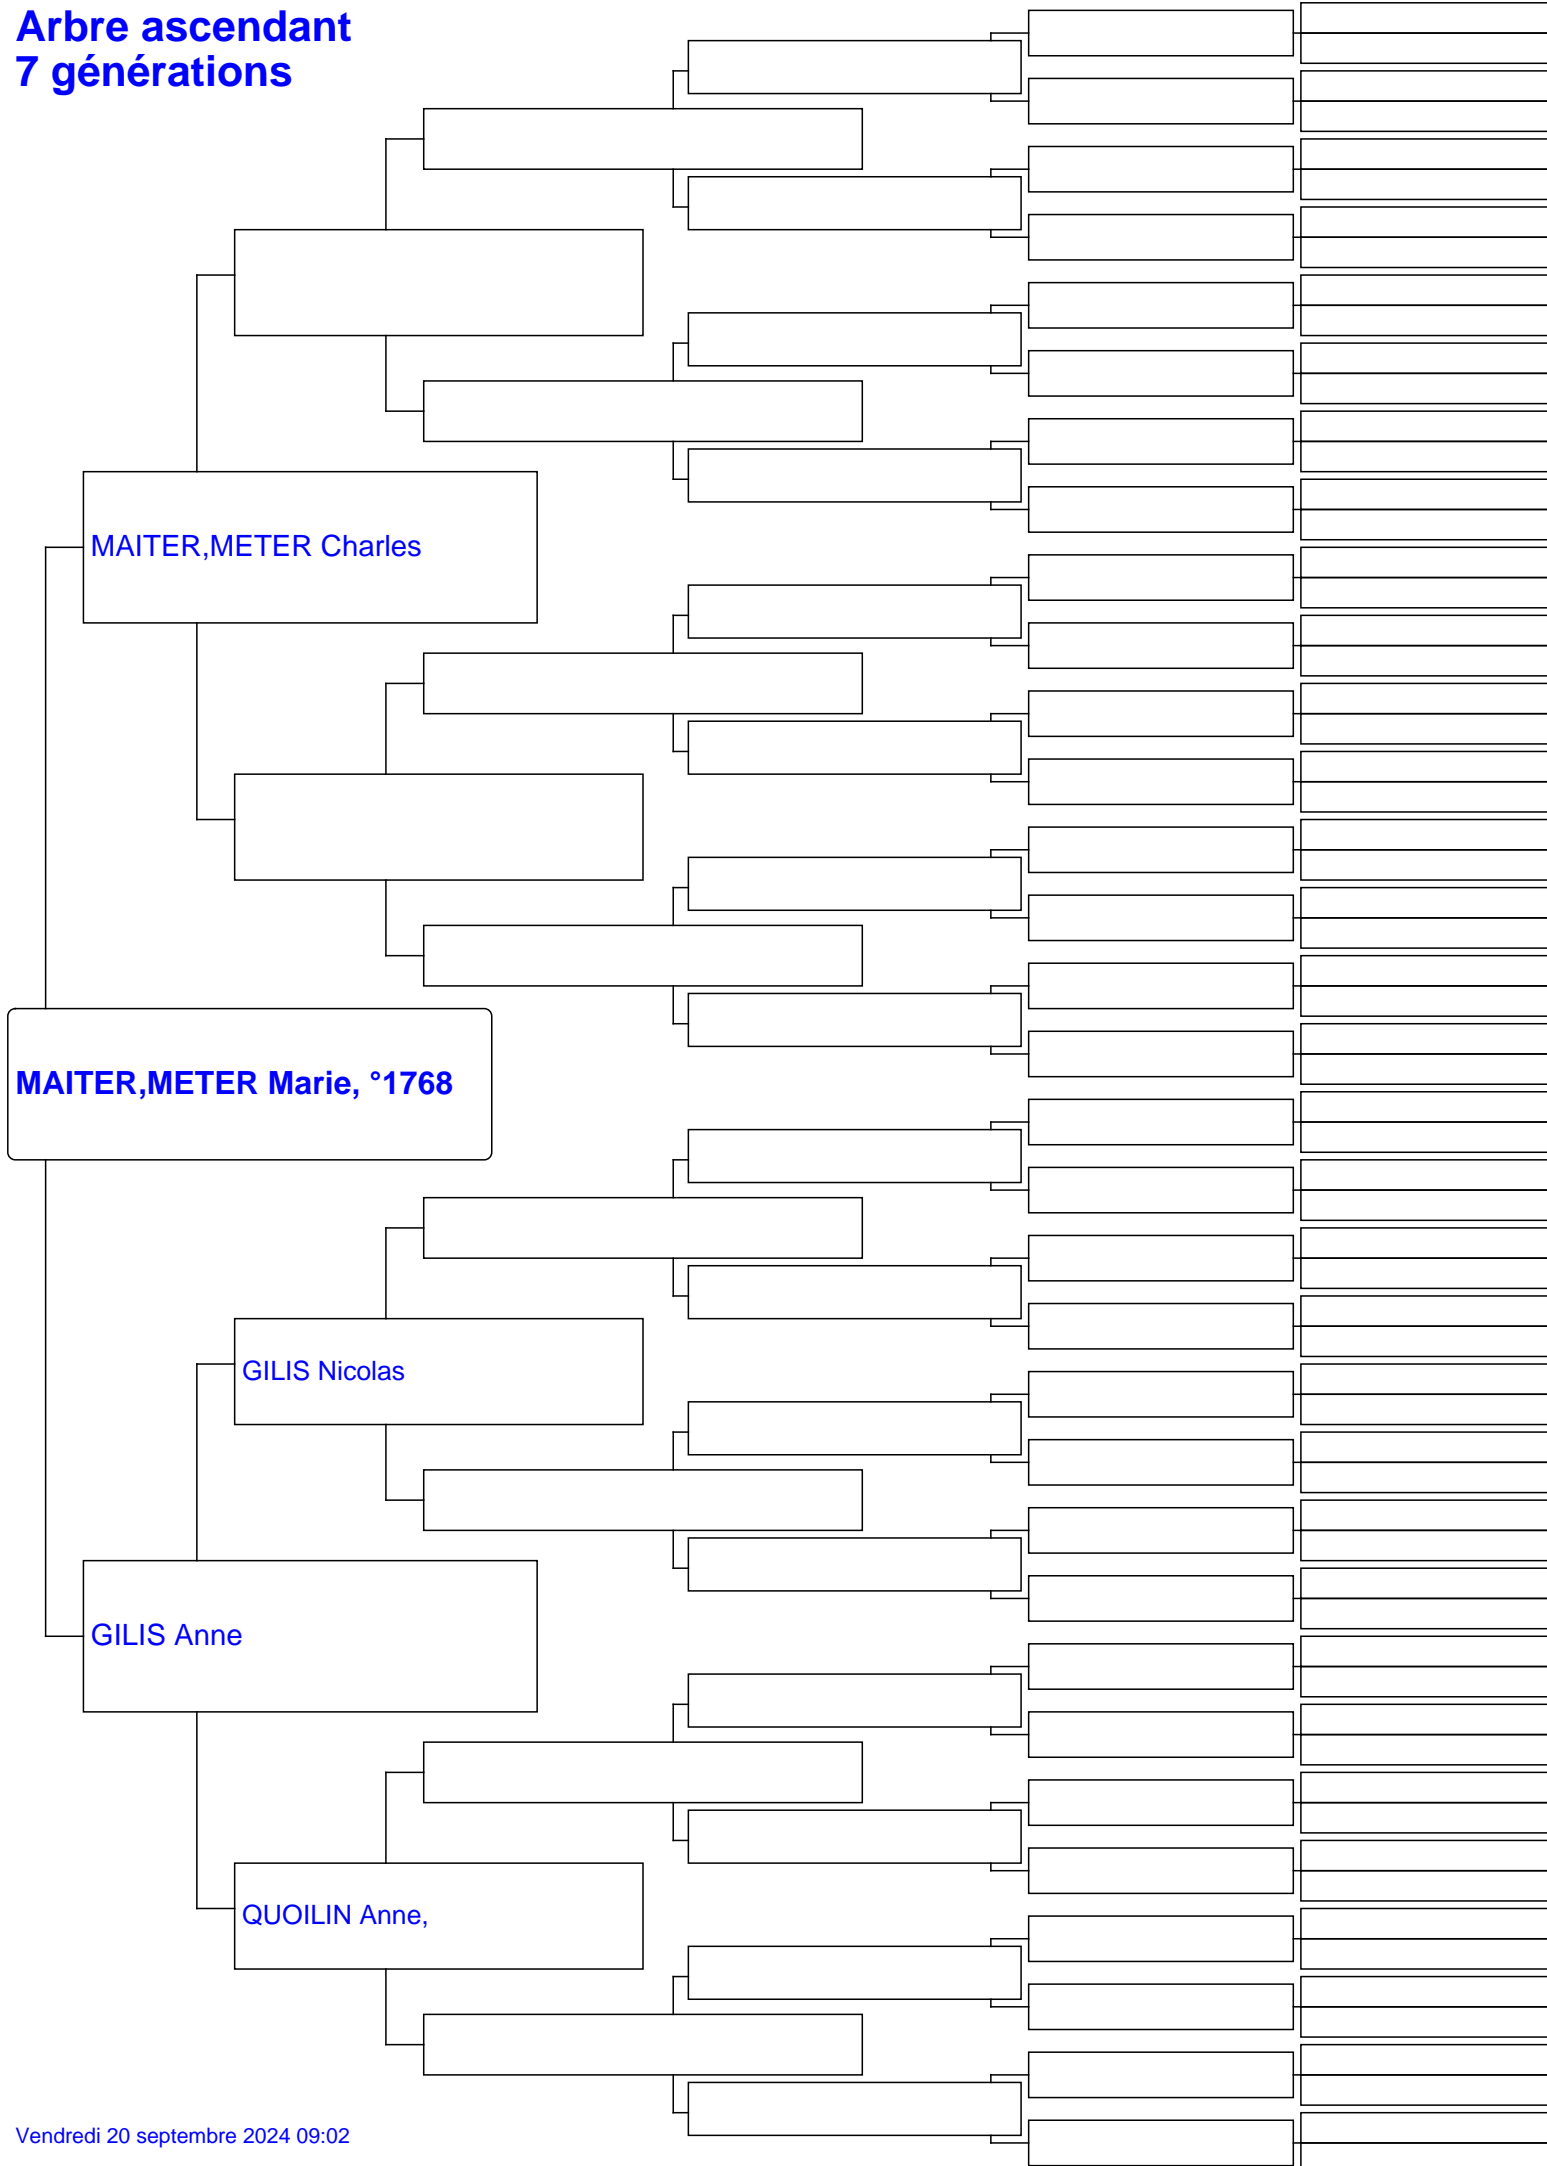 Arbre ascendant
7 générations
MAITER,METER Charles
MAITER,METER Marie, °1768
GILIS Nicolas
GILIS Anne
QUOILIN Anne,
Vendredi 20 septembre 2024 09:02